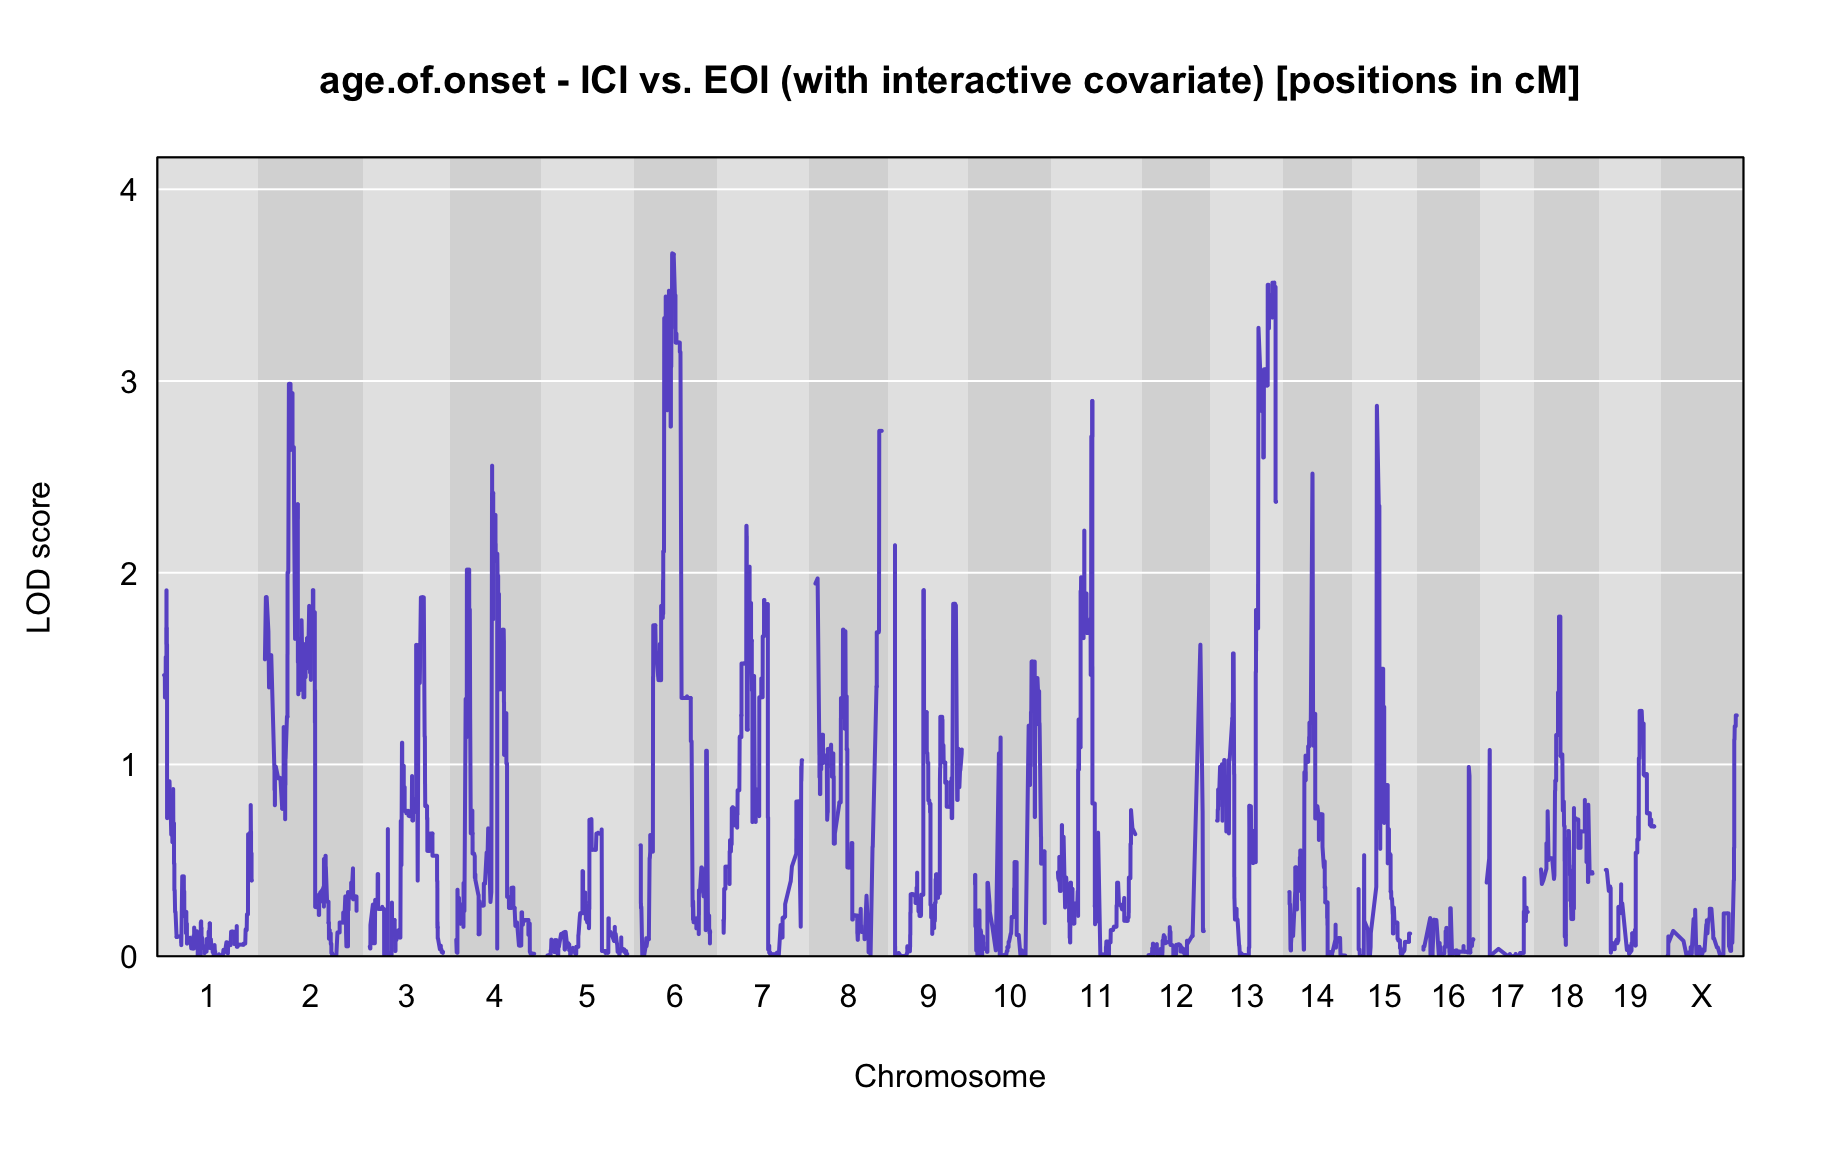 age.of.onset - ICI vs. EOI (with interactive covariate) [positions in cM]
4
3
2
1
0
LOD score
1 2 3 4 5 6 7 8 9 10 11 12 13 14 15 16 17 18 19 X
Chromosome